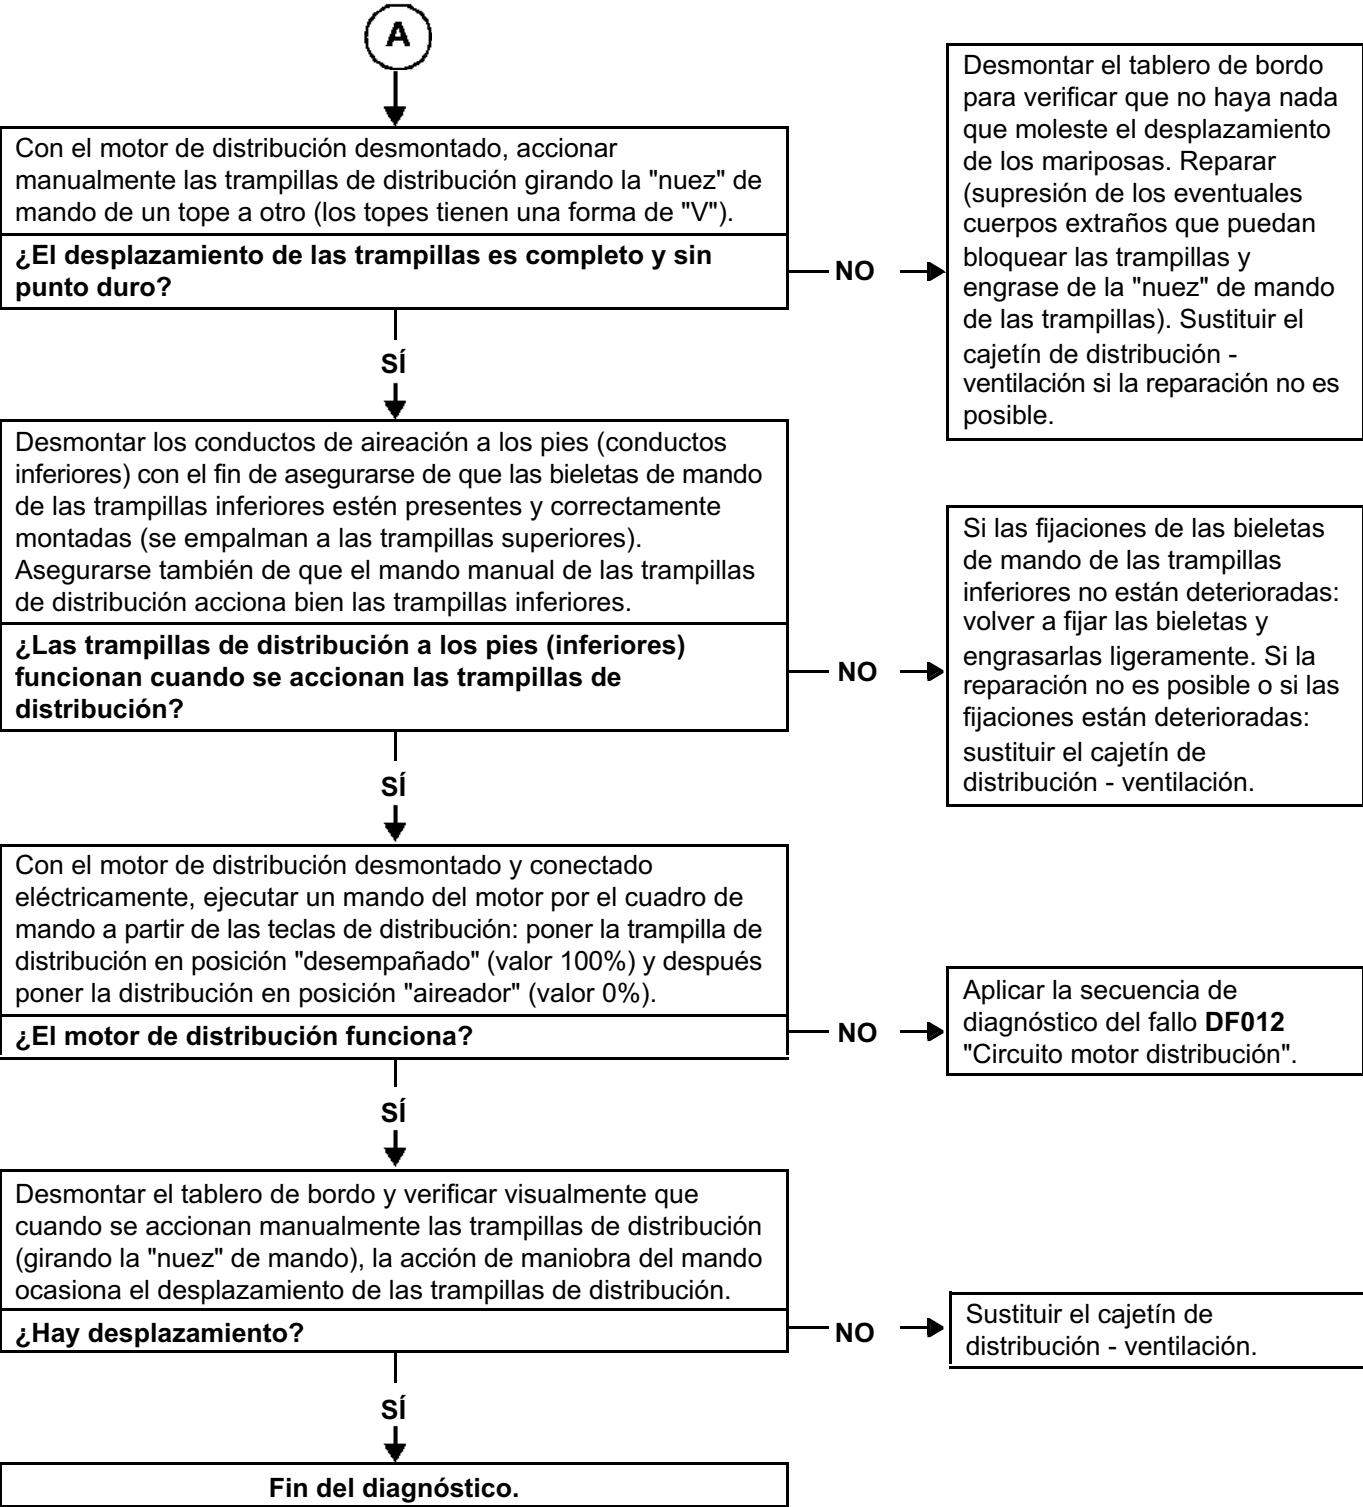 A
Con el motor de distribución desmontado, accionar
manualmente las trampillas de distribución girando la "nuez" de
mando de un tope a otro (los topes tienen una forma de "V").
¿El desplazamiento de las trampillas es completo y sin
punto duro?
NO
Desmontar el tablero de bordo
para verificar que no haya nada
que moleste el desplazamiento
de los mariposas. Reparar
(supresión de los eventuales
cuerpos extraños que puedan
bloquear las trampillas y
engrase de la "nuez" de mando
de las trampillas). Sustituir el
cajetín de distribución -
ventilación si la reparación no es
posible.
SÍ
Desmontar los conductos de aireación a los pies (conductos
inferiores) con el fin de asegurarse de que las bieletas de mando
de las trampillas inferiores estén presentes y correctamente
montadas (se empalman a las trampillas superiores).
Asegurarse también de que el mando manual de las trampillas
de distribución acciona bien las trampillas inferiores.
¿Las trampillas de distribución a los pies (inferiores)
funcionan cuando se accionan las trampillas de
distribución?
NO
Si las fijaciones de las bieletas
de mando de las trampillas
inferiores no están deterioradas:
volver a fijar las bieletas y
engrasarlas ligeramente. Si la
reparación no es posible o si las
fijaciones están deterioradas:
sustituir el cajetín de
distribución - ventilación.
SÍ
Con el motor de distribución desmontado y conectado
eléctricamente, ejecutar un mando del motor por el cuadro de
mando a partir de las teclas de distribución: poner la trampilla de
distribución en posición "desempañado" (valor 100%) y después
poner la distribución en posición "aireador" (valor 0%).
¿El motor de distribución funciona?
NO
Aplicar la secuencia de
diagnóstico del fallo DF012
"Circuito motor distribución".
SÍ
Desmontar el tablero de bordo y verificar visualmente que
cuando se accionan manualmente las trampillas de distribución
(girando la "nuez" de mando), la acción de maniobra del mando
ocasiona el desplazamiento de las trampillas de distribución.
¿Hay desplazamiento?
NO
Sustituir el cajetín de
distribución - ventilación.
SÍ
Fin del diagnóstico.